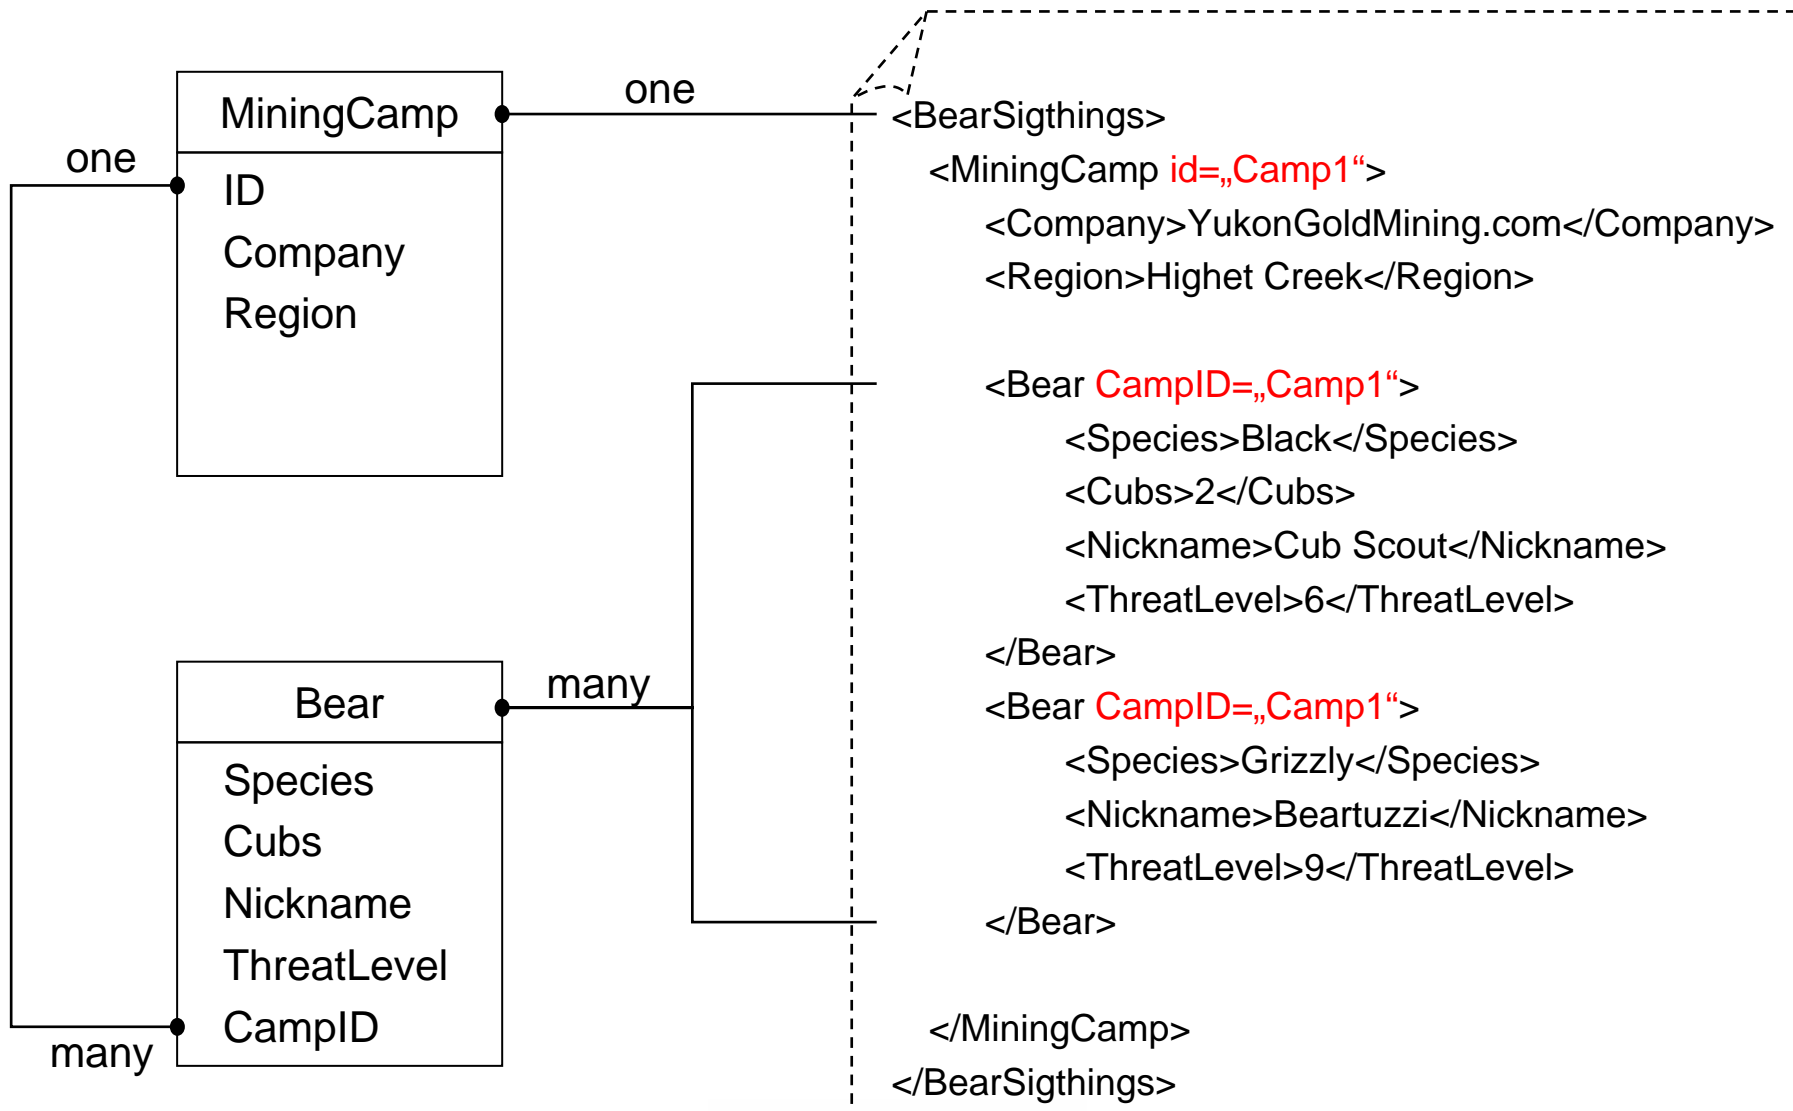 one
MiningCamp
ID
Company
Region
one
many
Bear
Species
Cubs
Nickname
ThreatLevel
CampID
many
<BearSigthings>
<MiningCamp id=„Camp1“>
<Company>YukonGoldMining.com</Company>
<Region>Highet Creek</Region>
<Bear CampID=„Camp1“>
<Species>Black</Species>
<Cubs>2</Cubs>
<Nickname>Cub Scout</Nickname>
<ThreatLevel>6</ThreatLevel>
</Bear>
<Bear CampID=„Camp1“>
<Species>Grizzly</Species>
<Nickname>Beartuzzi</Nickname>
<ThreatLevel>9</ThreatLevel>
</Bear>
</MiningCamp>
</BearSigthings>